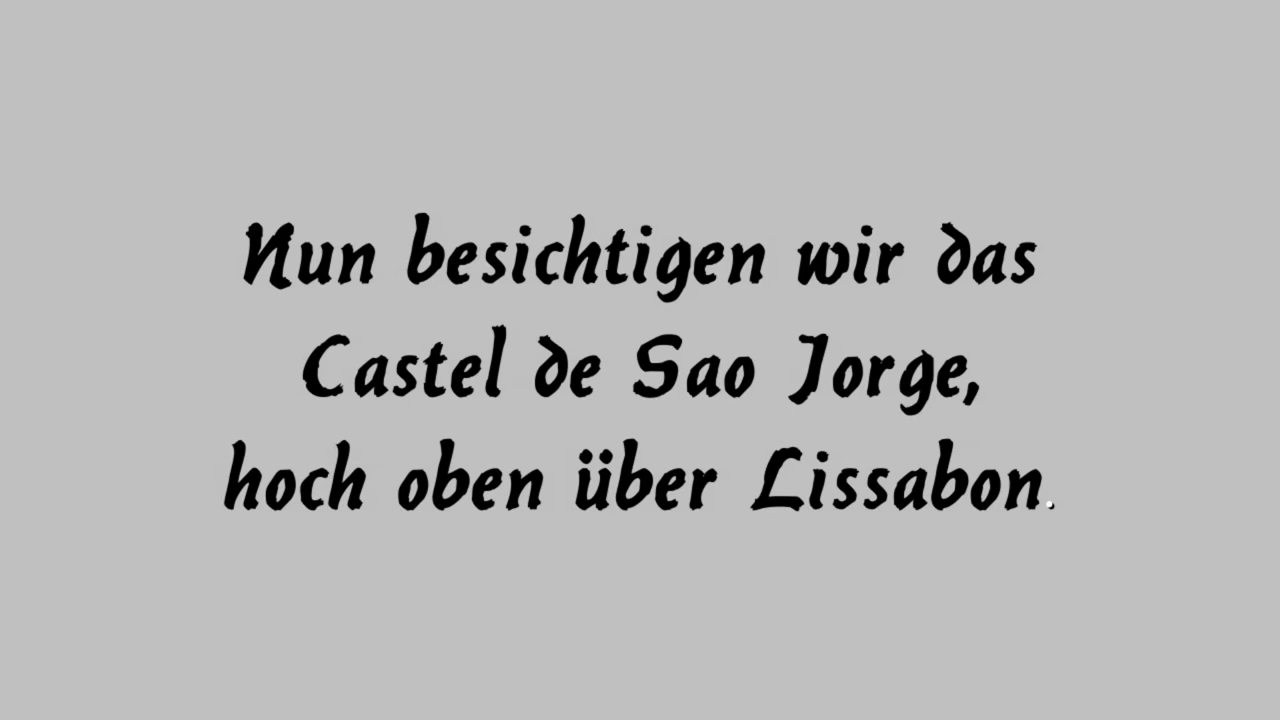 Nun besichtigen wir das
Castel de Sao Jorge,
hoch oben über Lissabon.